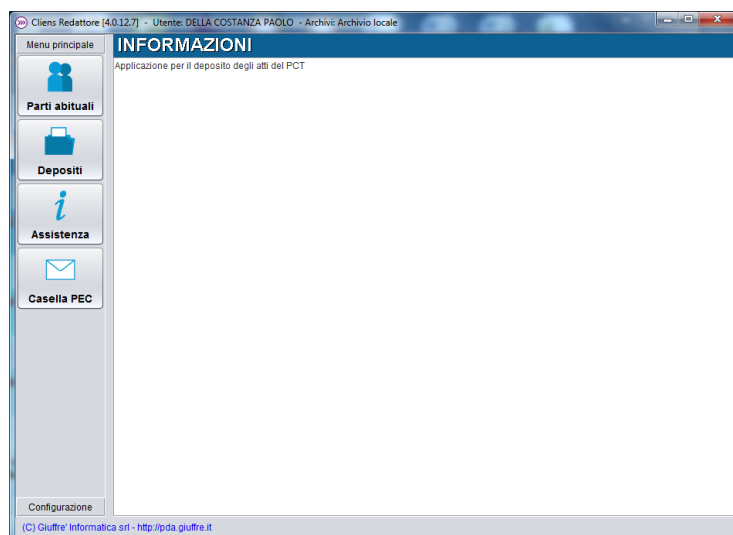 Cliens Redattore [4.0.12.7] - Utente: DELLA COSTANZA PAOLO - Archivi: Archivio locale
Menu principale
INFORMAZIONI
Applicazione per il deposito degli atti del PCT
Parti abituali
Depositi
Assistenza
Casella PEC
Configurazione
(C) Giuffre' Informatica srl - http://pda.giuffre.it